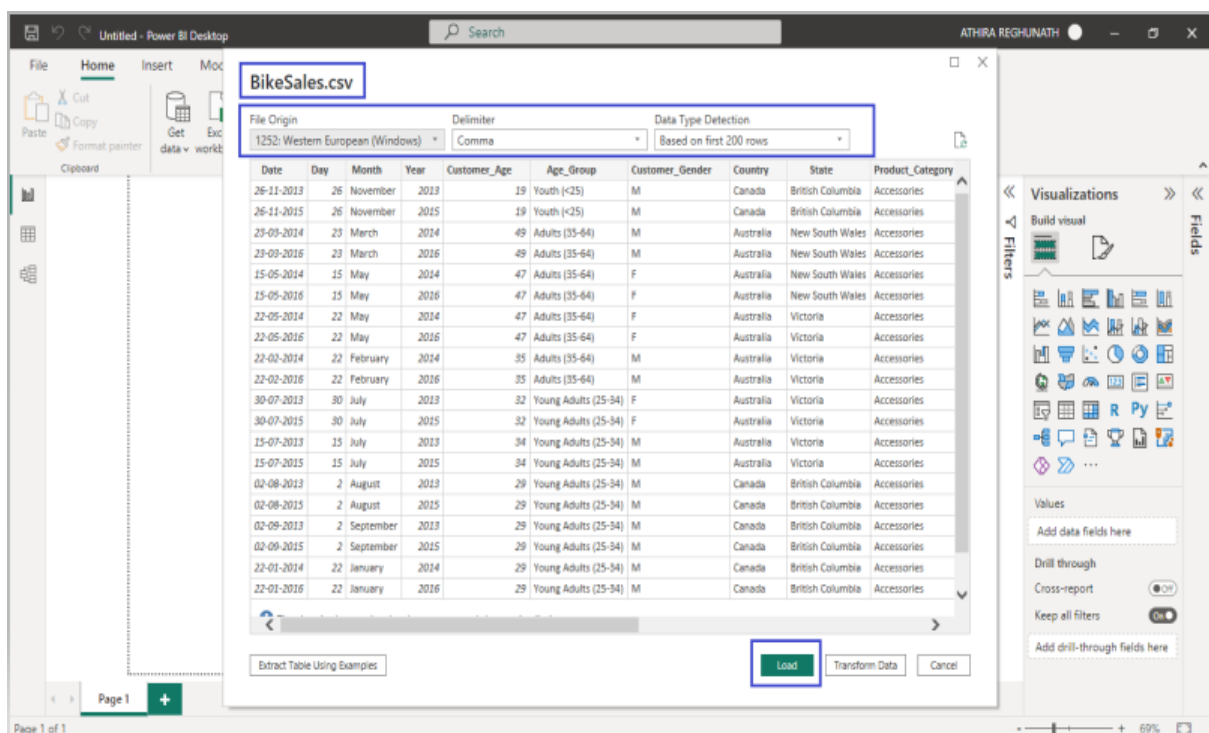 Untitled - Power BI Desktop
Search
ATHIRA REGHUNATH
File Home Insert Mod
Cut
Copy
Format painter
Paste
Clipboard
Get data
Exc workb
BikeSales.csv
File Origin Delimiter Data Type Detection
1252: Western European (Windows) Comma Based on first 200 rows
Date Day Month Year Customer_Age Age_Group Customer_Gender Country State Product_Category
26-11-2013 26 November 2013 19 Youth (<25) M Canada British Columbia Accessories
26-11-2015 26 November 2015 19 Youth (<25) M Canada British Columbia Accessories
23-03-2014 23 March 2014 49 Adults (35-64) M Australia New South Wales Accessories
23-03-2016 23 March 2016 49 Adults (35-64) M Australia New South Wales Accessories
15-05-2014 15 May 2014 47 Adults (35-64) F Australia New South Wales Accessories
15-05-2016 15 May 2016 47 Adults (35-64) F Australia New South Wales Accessories
22-05-2014 22 May 2014 47 Adults (35-64) F Australia Victoria Accessories
22-05-2016 22 May 2016 47 Adults (35-64) F Australia Victoria Accessories
22-02-2014 22 February 2014 35 Adults (35-64) M Australia Victoria Accessories
22-02-2016 22 February 2016 35 Adults (35-64) M Australia Victoria Accessories
30-07-2013 30 July 2013 32 Young Adults (25-34) F Australia Victoria Accessories
30-07-2015 30 July 2015 32 Young Adults (25-34) F Australia Victoria Accessories
15-07-2013 15 July 2013 34 Young Adults (25-34) M Australia Victoria Accessories
15-07-2015 15 July 2015 34 Young Adults (25-34) M Australia Victoria Accessories
02-08-2013 2 August 2013 29 Young Adults (25-34) M Canada British Columbia Accessories
02-08-2015 2 August 2015 29 Young Adults (25-34) M Canada British Columbia Accessories
02-09-2013 2 September 2013 29 Young Adults (25-34) M Canada British Columbia Accessories
02-09-2015 2 September 2015 29 Young Adults (25-34) M Canada British Columbia Accessories
22-01-2014 22 January 2014 29 Young Adults (25-34) M Canada British Columbia Accessories
22-01-2016 22 January 2016 29 Young Adults (25-34) M Canada British Columbia Accessories
Extract Table Using Examples Load Transform Data Cancel
Filters
Visualizations
Build visual
123
R Py
Values
Add data fields here
Drill through
Cross-report Off
Keep all filters On
Add drill-through fields here
Fields
Page 1
Page 1 of 1
69%